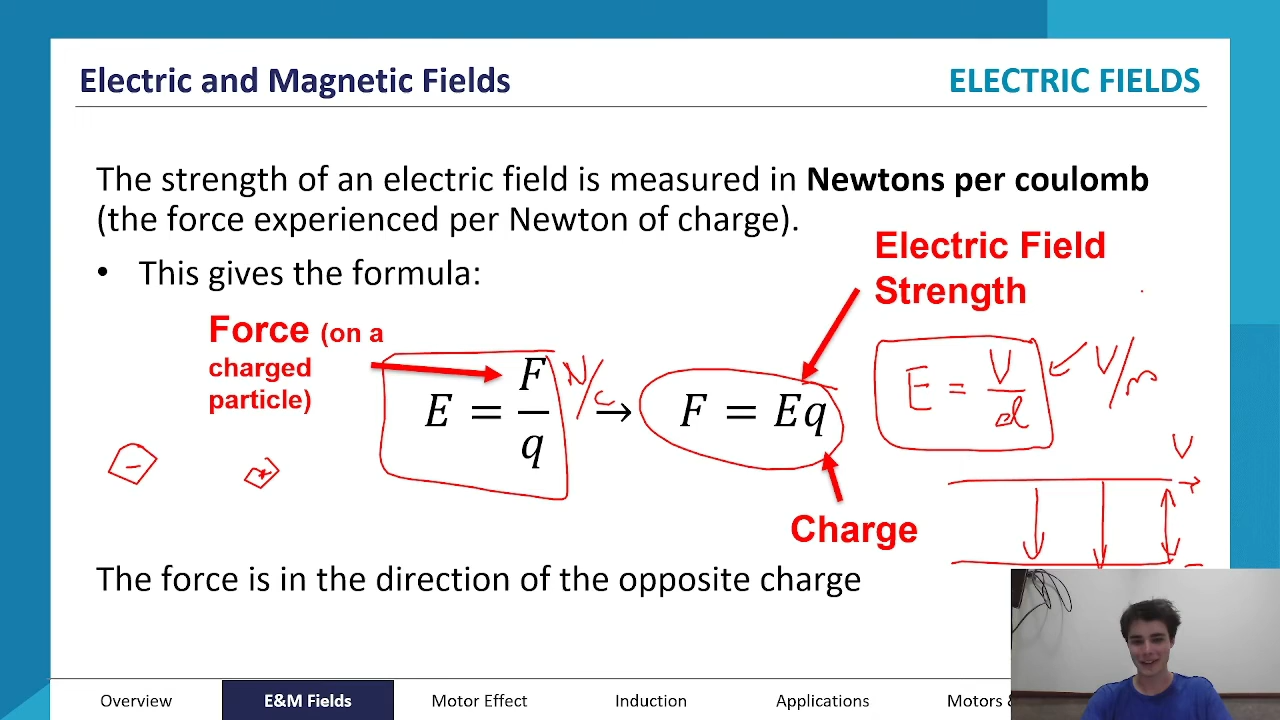 Electric and Magnetic Fields
ELECTRIC FIELDS
The strength of an electric field is measured in Newtons per coulomb
(the force experienced per Newton of charge).
• This gives the formula:
Electric Field
Strength
Force (on a
charged
particle)
E = F/q
N/C
→ F = Eq
E = V/d
V/m
V
Charge
The force is in the direction of the opposite charge
Overview
E&M Fields
Motor Effect
Induction
Applications
Motors &